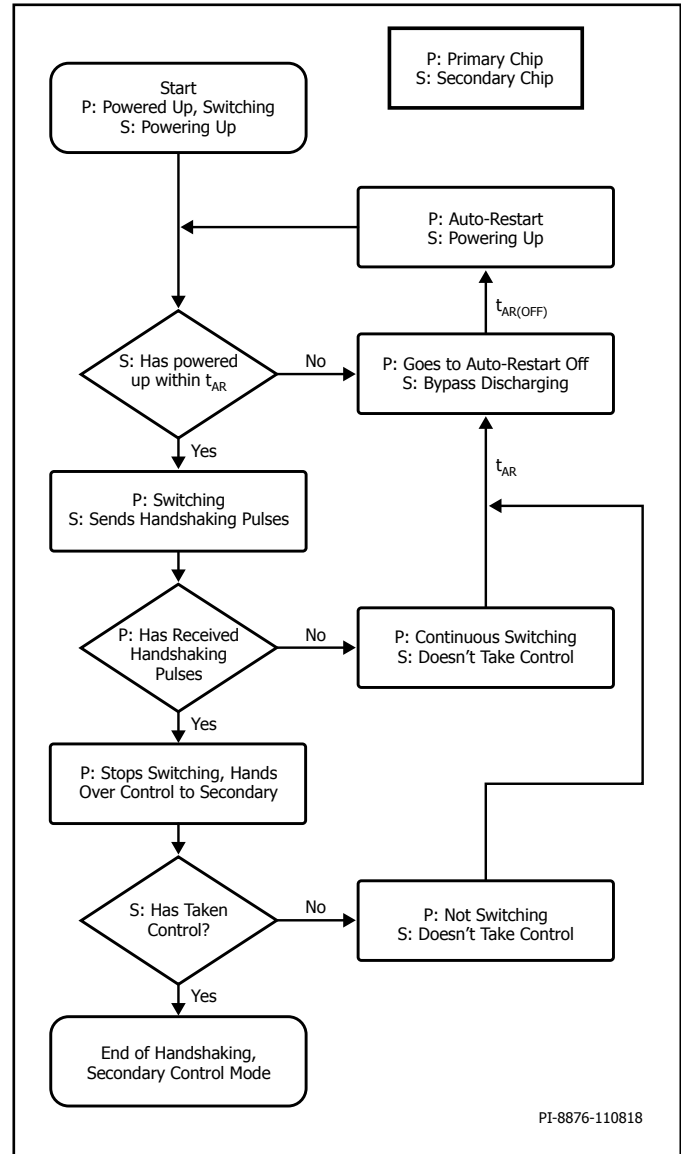 P: Primary Chip
S: Secondary Chip
Start
P: Powered Up, Switching
S: Powering Up
P: Auto-Restart
S: Powering Up
tAR(OFF)
S: Has powered
up within tAR
No
P: Goes to Auto-Restart Off
S: Bypass Discharging
Yes
tAR
P: Switching
S: Sends Handshaking Pulses
P: Has Received
Handshaking
Pulses
No
P: Continuous Switching
S: Doesn't Take Control
Yes
P: Stops Switching, Hands
Over Control to Secondary
S: Has Taken
Control?
No
P: Not Switching
S: Doesn't Take Control
Yes
End of Handshaking,
Secondary Control Mode
PI-8876-110818